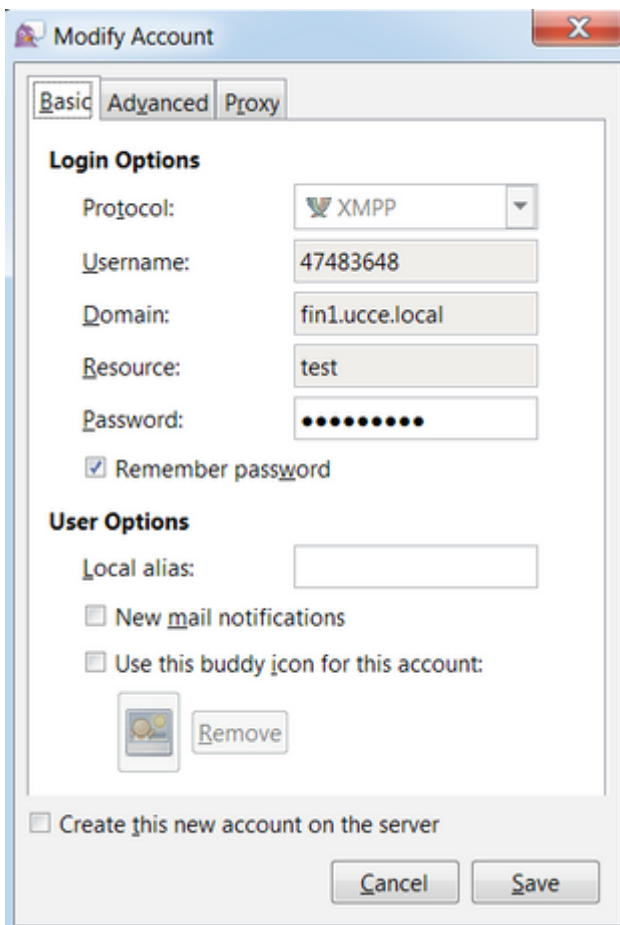 Modify Account
Basic Advanced Proxy
Login Options
Protocol: XMPP
Username: 47483648
Domain: fin1.ucce.local
Resource: test
Password: ●●●●●●●●●
Remember password
User Options
Local alias:
New mail notifications
Use this buddy icon for this account:
Remove
Create this new account on the server
Cancel Save